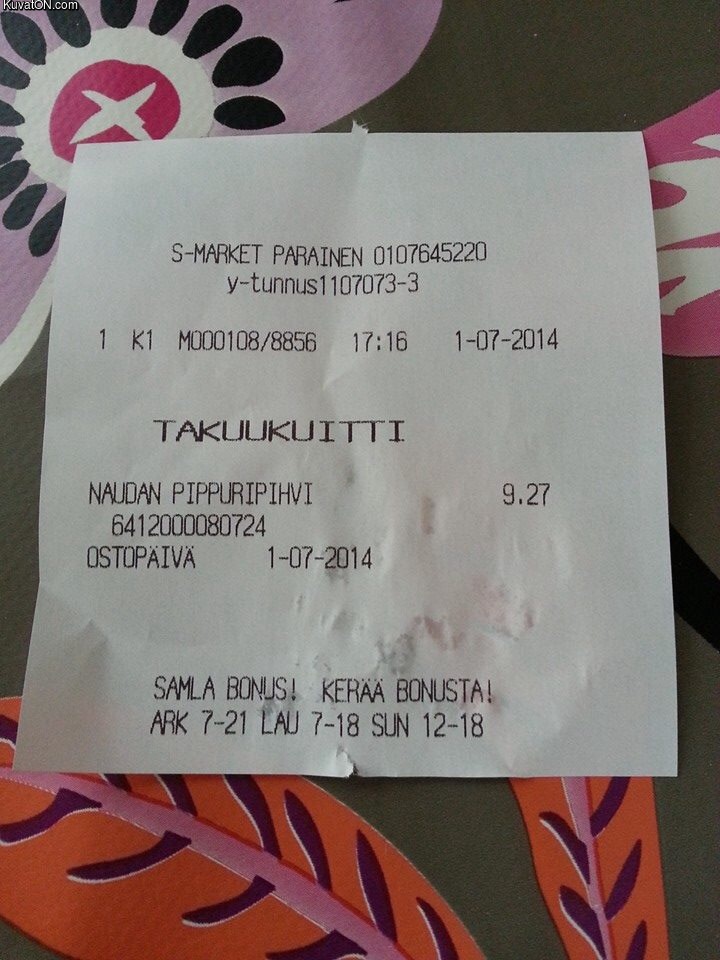 KuvatON.com
S-MARKET PARAINEN 0107645220
y-tunnus1107073-3
1 K1 M000108/8856 17:16 1-07-2014
TAKUUKUITTI
NAUDAN PIPPURIPIHVI 9.27
6412000080724
OSTOPÄIVÄ 1-07-2014
SAMLA BONUS! KERÄÄ BONUSTA!
ARK 7-21 LAU 7-18 SUN 12-18